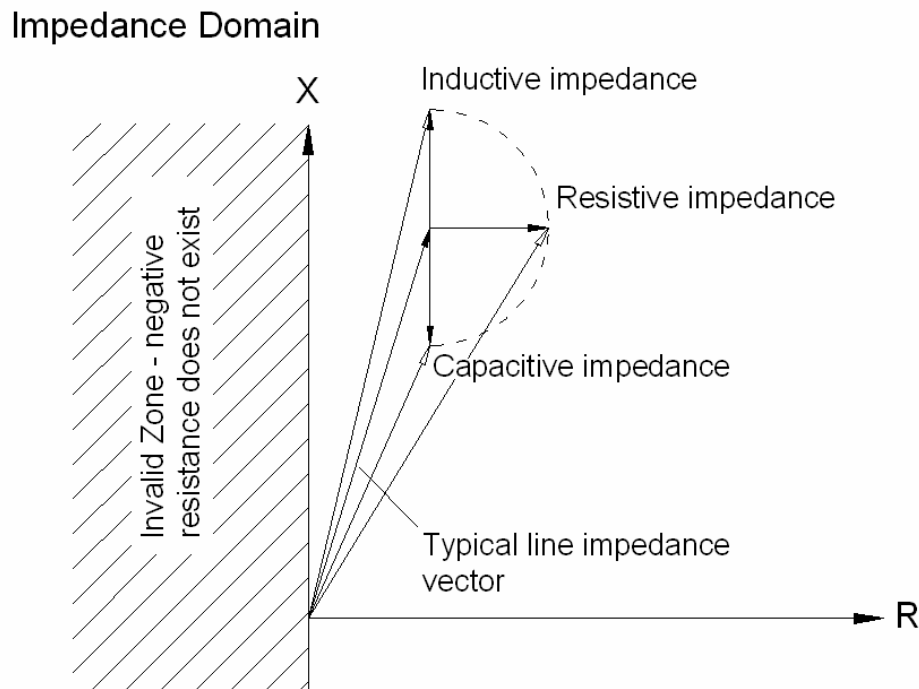 Impedance Domain
X
Inductive impedance
Resistive impedance
Invalid Zone - negative
resistance does not exist
Capacitive impedance
Typical line impedance
vector
R